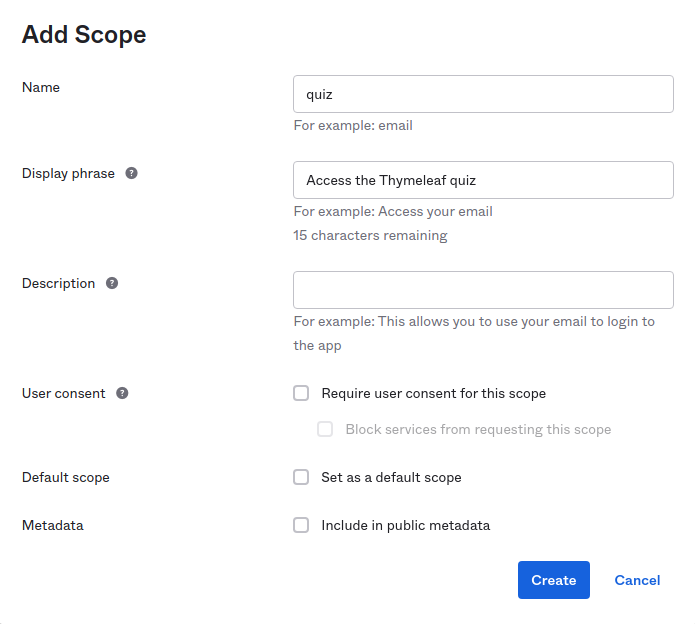 Add Scope
Name
quiz
For example: email
Display phrase ?
Access the Thymeleaf quiz
For example: Access your email
15 characters remaining
Description ?
For example: This allows you to use your email to login to
the app
User consent ?
Require user consent for this scope
Block services from requesting this scope
Default scope
Set as a default scope
Metadata
Include in public metadata
Create
Cancel